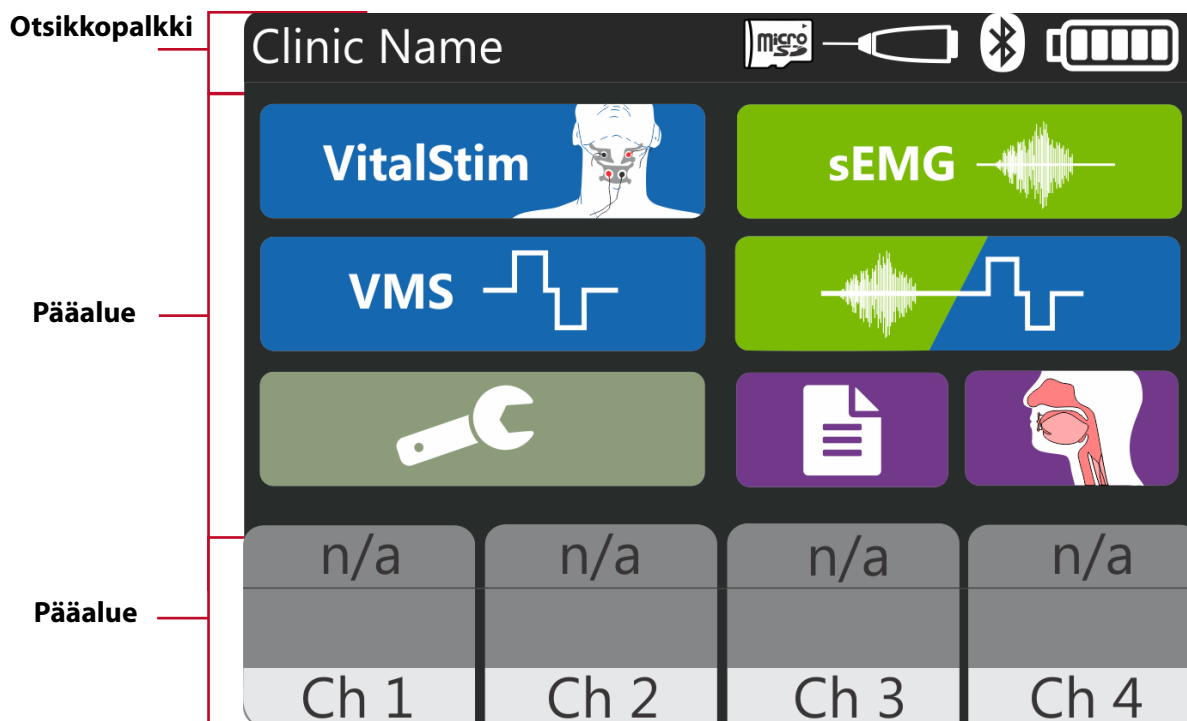 Otsikkopalkki
Clinic Name
Micro SD
VitalStim
sEMG
VMS
Pääalue
n/a n/a n/a n/a
Pääalue
Ch 1 Ch 2 Ch 3 Ch 4